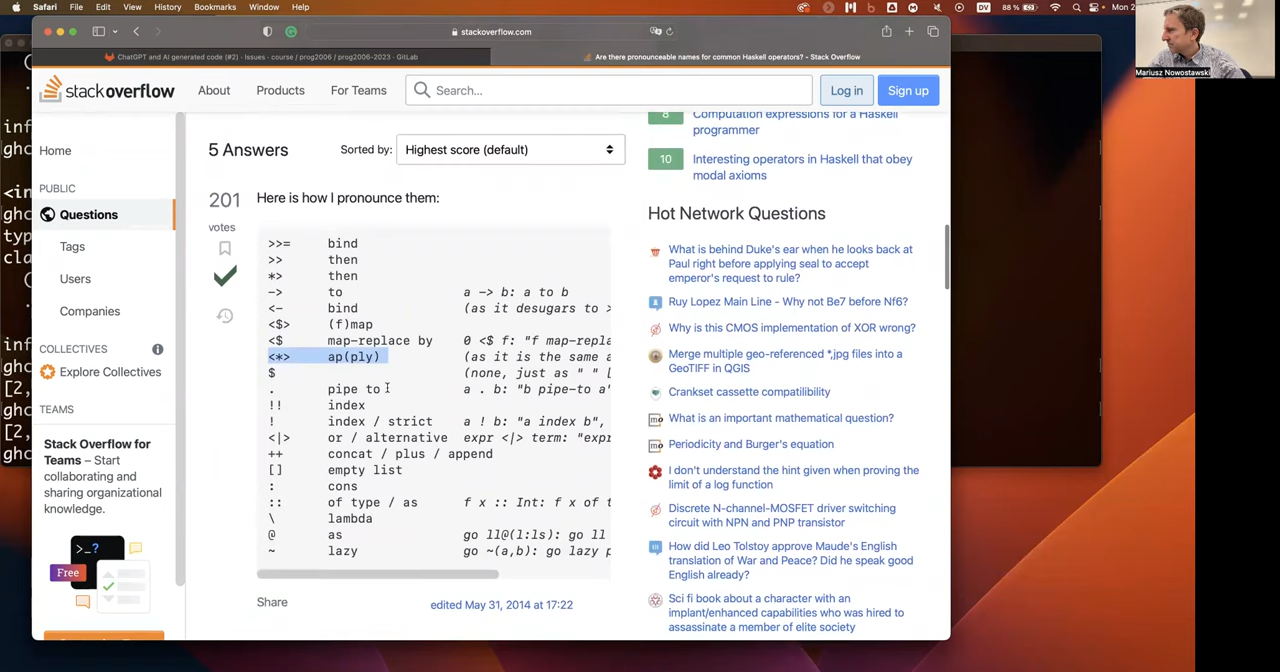 Safari File Edit View History Bookmarks Window Help
DV 88 % Mon 2
Mariusz Nowostawski
stackoverflow.com
ChatGPT and AI generated code (#2) · Issues · course / prog2006 / prog2006-2023 · GitLab
Are there pronounceable names for common Haskell operators? - Stack Overflow
stackoverflow
About
Products
For Teams
Search...
Log in
Sign up
Home
PUBLIC
Questions
Tags
Users
Companies
COLLECTIVES
Explore Collectives
TEAMS
Stack Overflow for
Teams – Start
collaborating and
sharing organizational
knowledge.
>_?
Free
5 Answers
Sorted by:
Highest score (default)
201
votes
Here is how I pronounce them:
>>= bind
>> then
*> then
-> to a -> b: a to b
<- bind (as it desugars to >
<$> (f)map
<$ map-replace by 0 <$ f: "f map-repla
<*> ap(ply) (as it is the same a
$ (none, just as " " [
. pipe to a . b: "b pipe-to a"
!! index
! index / strict a ! b: "a index b",
<|> or / alternative expr <|> term: "expr
++ concat / plus / append
[] empty list
: cons
:: of type / as f x :: Int: f x of t
\ lambda
@ as go ll@(l:ls): go ll
~ lazy go ~(a,b): go lazy p
Share
edited May 31, 2014 at 17:22
8 Computation expressions for a Haskell
programmer
10 Interesting operators in Haskell that obey
modal axioms
Hot Network Questions
What is behind Duke's ear when he looks back at
Paul right before applying seal to accept
emperor's request to rule?
Ruy Lopez Main Line - Why not Be7 before Nf6?
Why is this CMOS implementation of XOR wrong?
Merge multiple geo-referenced *.jpg files into a
GeoTIFF in QGIS
Crankset cassette compatibility
What is an important mathematical question?
Periodicity and Burger's equation
I don't understand the hint given when proving the
limit of a log function
Discrete N-channel-MOSFET driver switching
circuit with NPN and PNP transistor
How did Leo Tolstoy approve Maude's English
translation of War and Peace? Did he speak good
English already?
Sci fi book about a character with an
implant/enhanced capabilities who was hired to
assassinate a member of elite society
inf
ghc
<in
ghc
typ
cla
inf
ghc
[2,
ghc
[2,
ghc